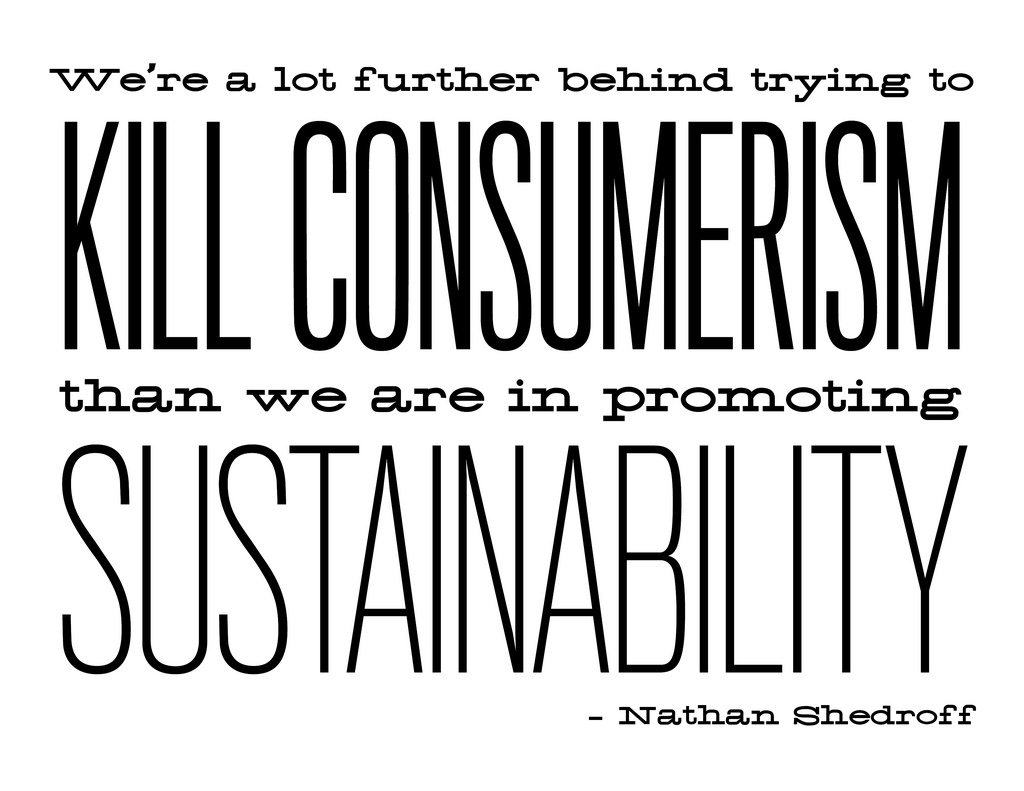 We're a lot further behind trying to
KILL CONSUMERISM
than we are in promoting
SUSTAINABILITY
- Nathan Shedroff